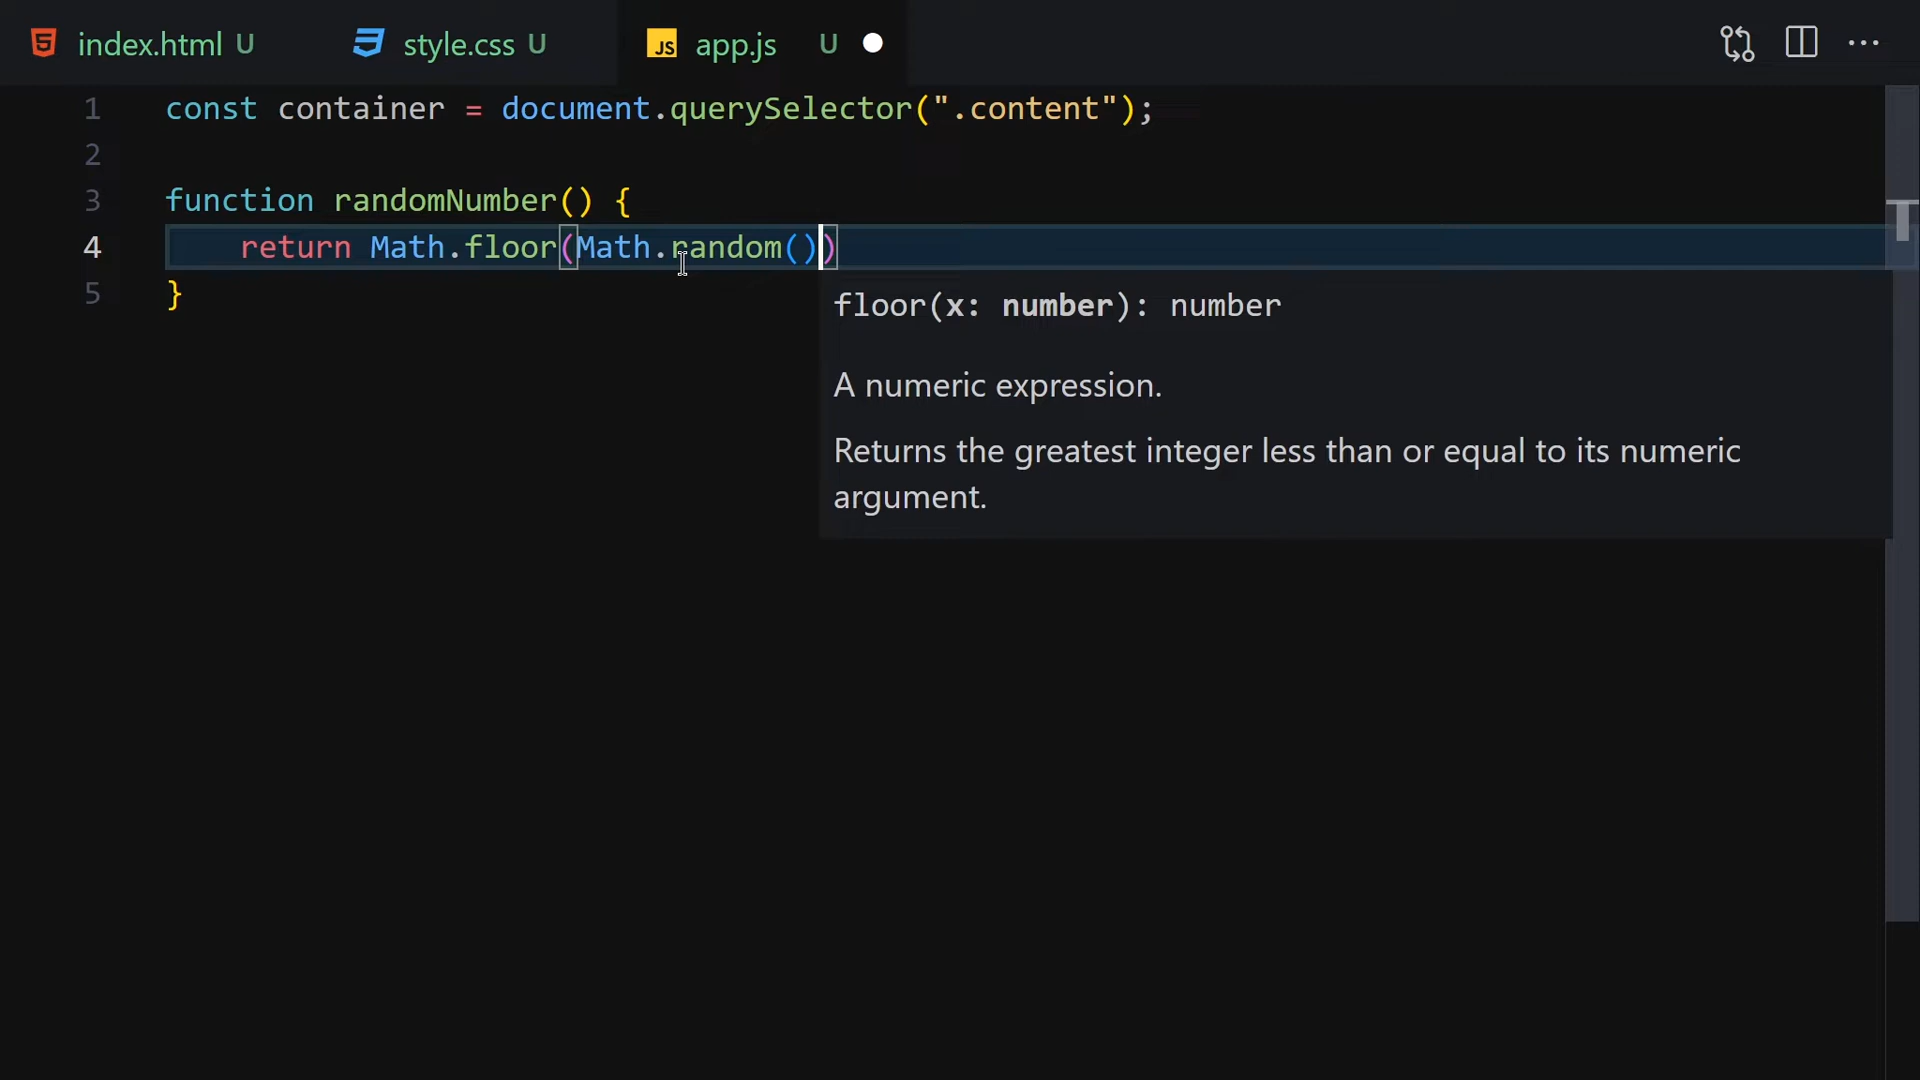 index.html U style.css U JS app.js U
1 const container = document.querySelector(".content");
2
3 function randomNumber() {
4 return Math.floor(Math.random())
5 }
floor(x: number): number
A numeric expression.
Returns the greatest integer less than or equal to its numeric
argument.